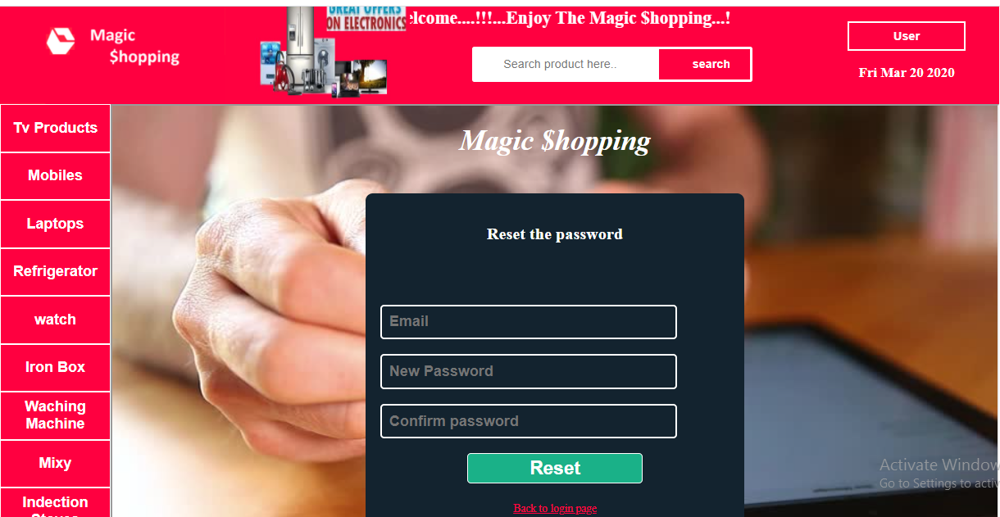 GREAT OFFERS
ON ELECTRONICS
elcome....!!!...Enjoy The Magic $hopping...!
Magic
$hopping
Search product here..
search
User
Fri Mar 20 2020
Tv Products
Mobiles
Laptops
Refrigerator
watch
Iron Box
Waching
Machine
Mixy
Indection
Stoves
Magic $hopping
Reset the password
Email
New Password
Confirm password
Reset
Back to login page
Activate Window
Go to Settings to activ